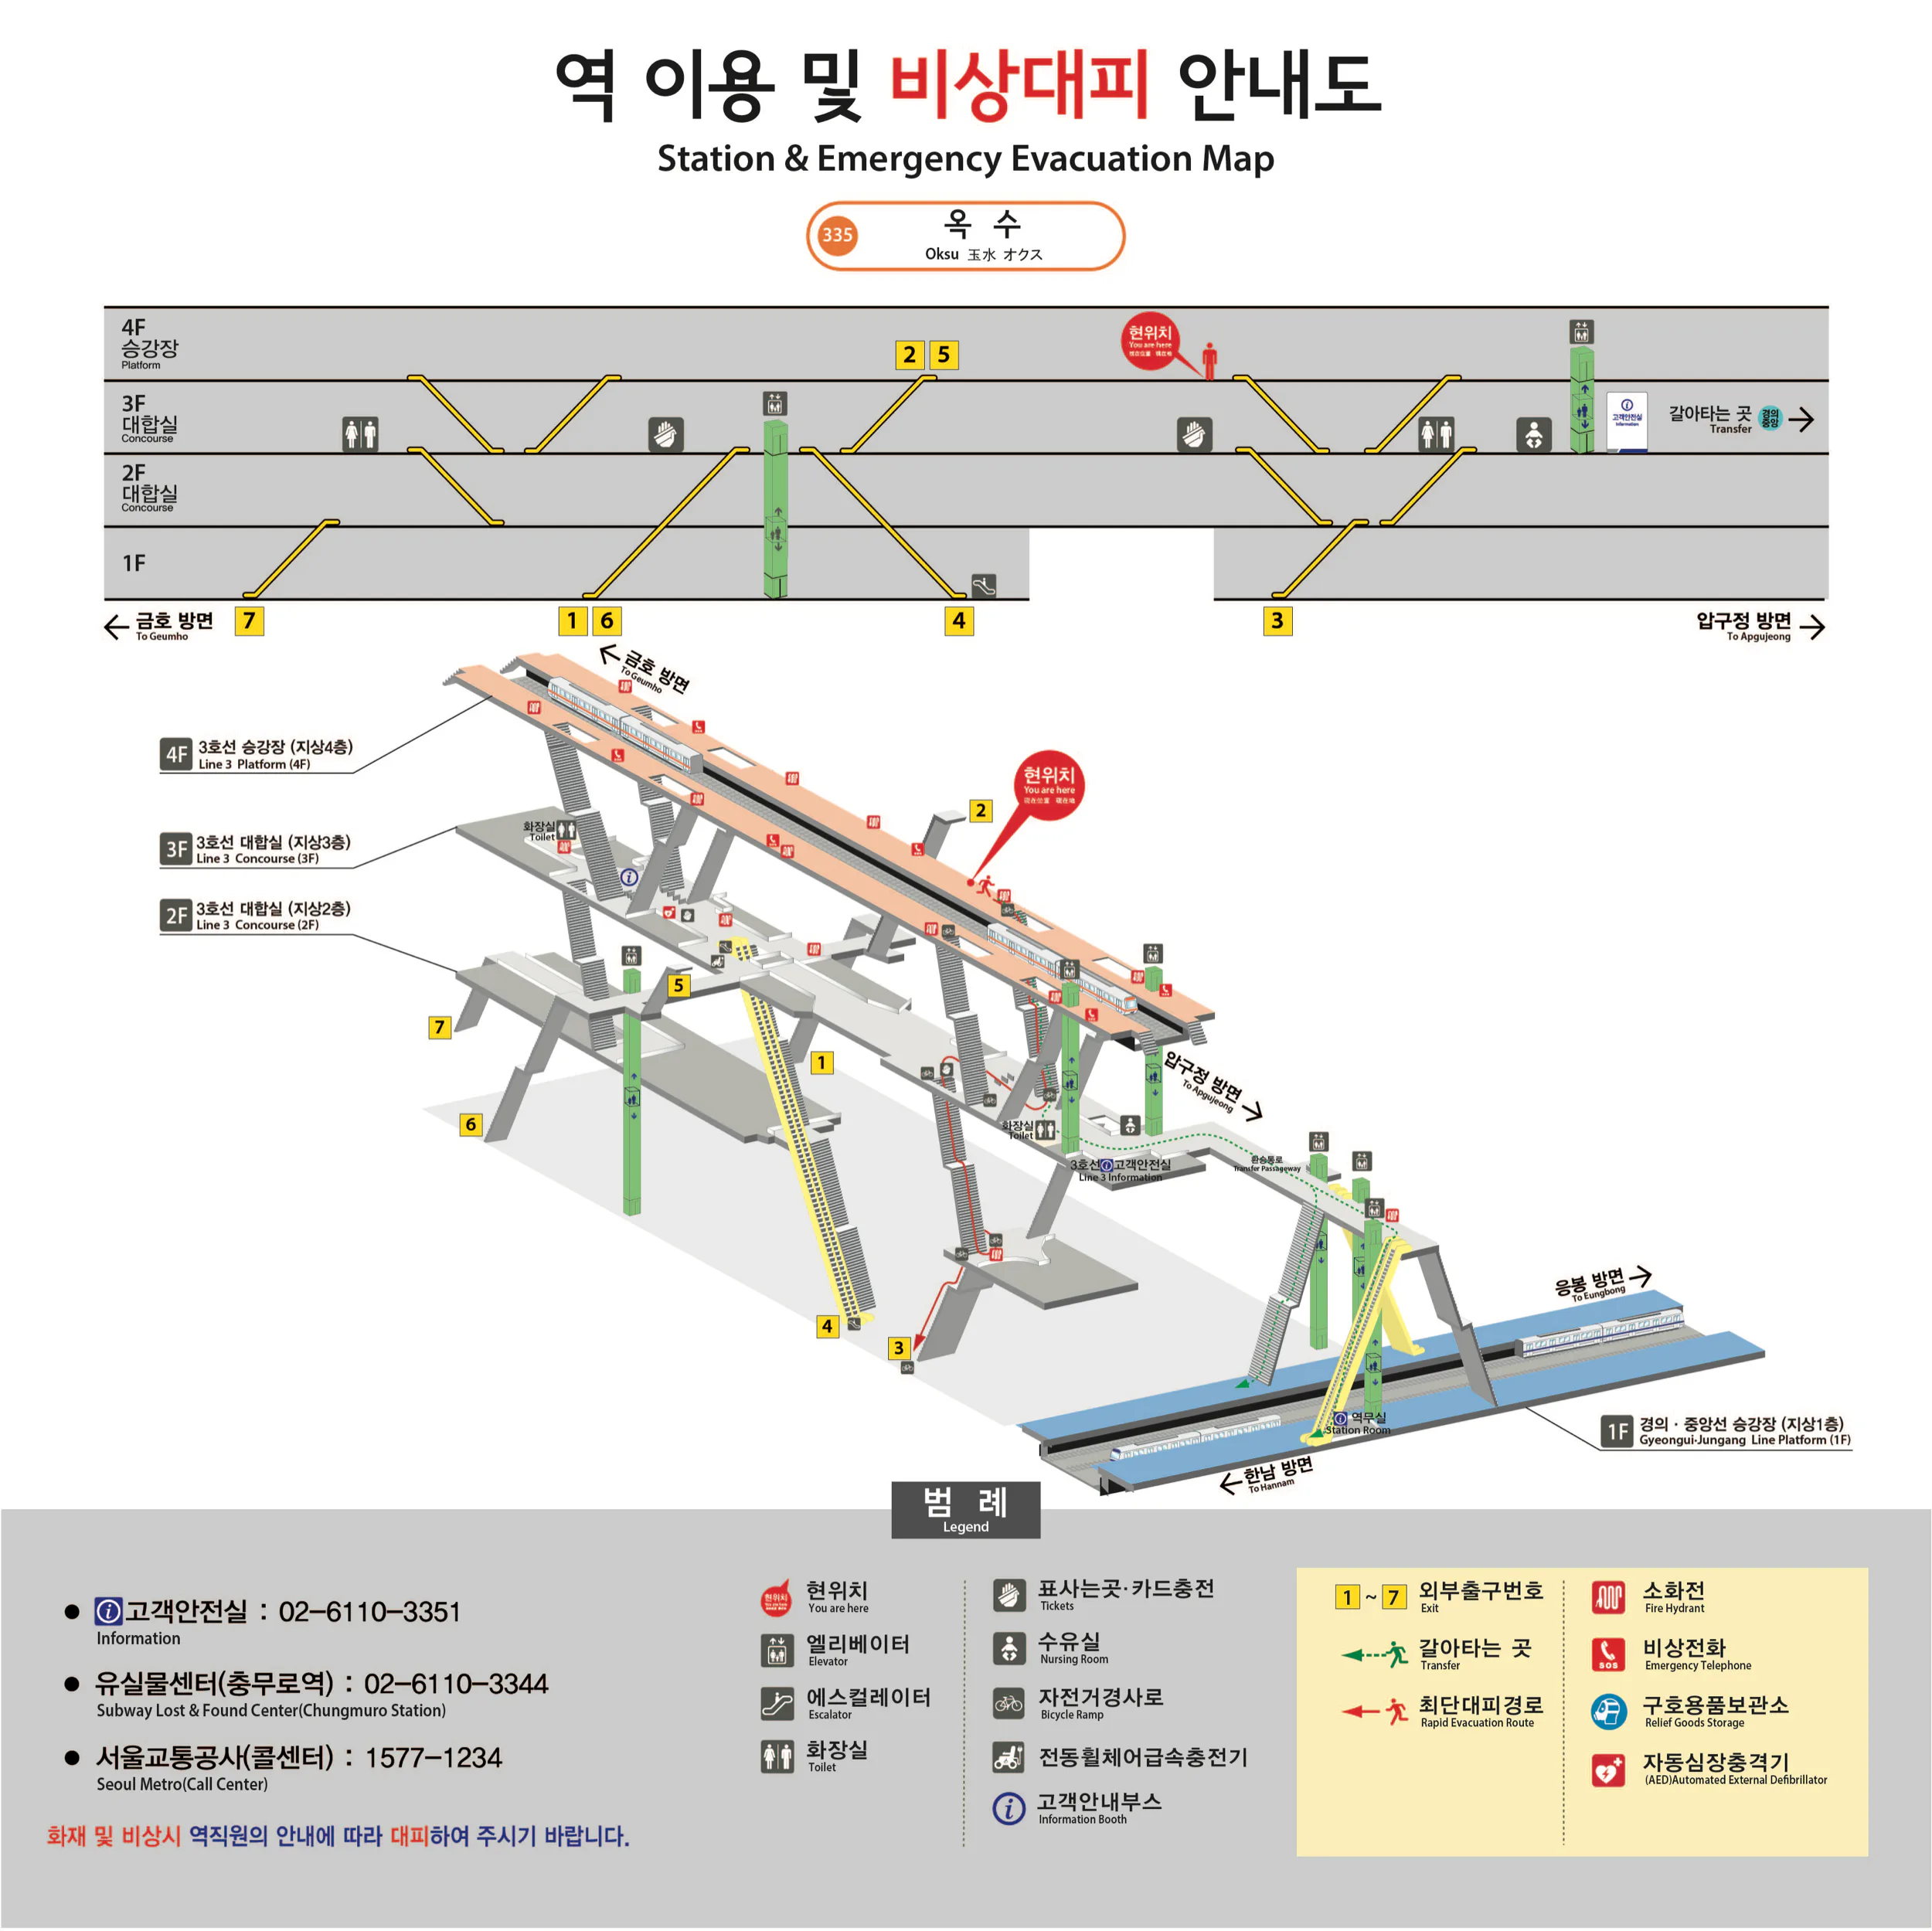 역 이용 및 비상대피 안내도
Station & Emergency Evacuation Map
335
옥 수
Oksu 玉水 オクス
4F
승강장
Platform
현위치
You are here
2 5
3F
대합실
Concourse
고객안전실
Information
갈아타는 곳
Transfer
경의
중앙
2F
대합실
Concourse
1F
금호 방면
To Geumho
7
1 6
4
3
압구정 방면
To Apgujeong
금호 방면
To Geumho
4F
3호선 승강장 (지상4층)
Line 3 Platform (4F)
현위치
You are here
2
3F
3호선 대합실 (지상3층)
Line 3 Concourse (3F)
화장실
Toilet
2F
3호선 대합실 (지상2층)
Line 3 Concourse (2F)
5
7
1
6
압구정 방면
To Apgujeong
화장실
Toilet
3호선 고객안전실
Line 3 Information
환승통로
Transfer Passageway
4
3
응봉 방면
To Eungbong
역무실
Station Room
1F
경의 · 중앙선 승강장 (지상1층)
Gyeongui·Jungang Line Platform (1F)
한남 방면
To Hannam
범 례
Legend
● 고객안전실 : 02-6110-3351
Information
● 유실물센터(충무로역) : 02-6110-3344
Subway Lost & Found Center(Chungmuro Station)
● 서울교통공사(콜센터) : 1577-1234
Seoul Metro(Call Center)
화재 및 비상시 역직원의 안내에 따라 대피하여 주시기 바랍니다.
현위치
You are here
엘리베이터
Elevator
에스컬레이터
Escalator
화장실
Toilet
표사는곳·카드충전
Tickets
수유실
Nursing Room
자전거경사로
Bicycle Ramp
전동휠체어급속충전기
고객안내부스
Information Booth
1 ~ 7 외부출구번호
Exit
갈아타는 곳
Transfer
최단대피경로
Rapid Evacuation Route
소화전
Fire Hydrant
SOS
비상전화
Emergency Telephone
구호용품보관소
Relief Goods Storage
자동심장충격기
(AED)Automated External Defibrillator